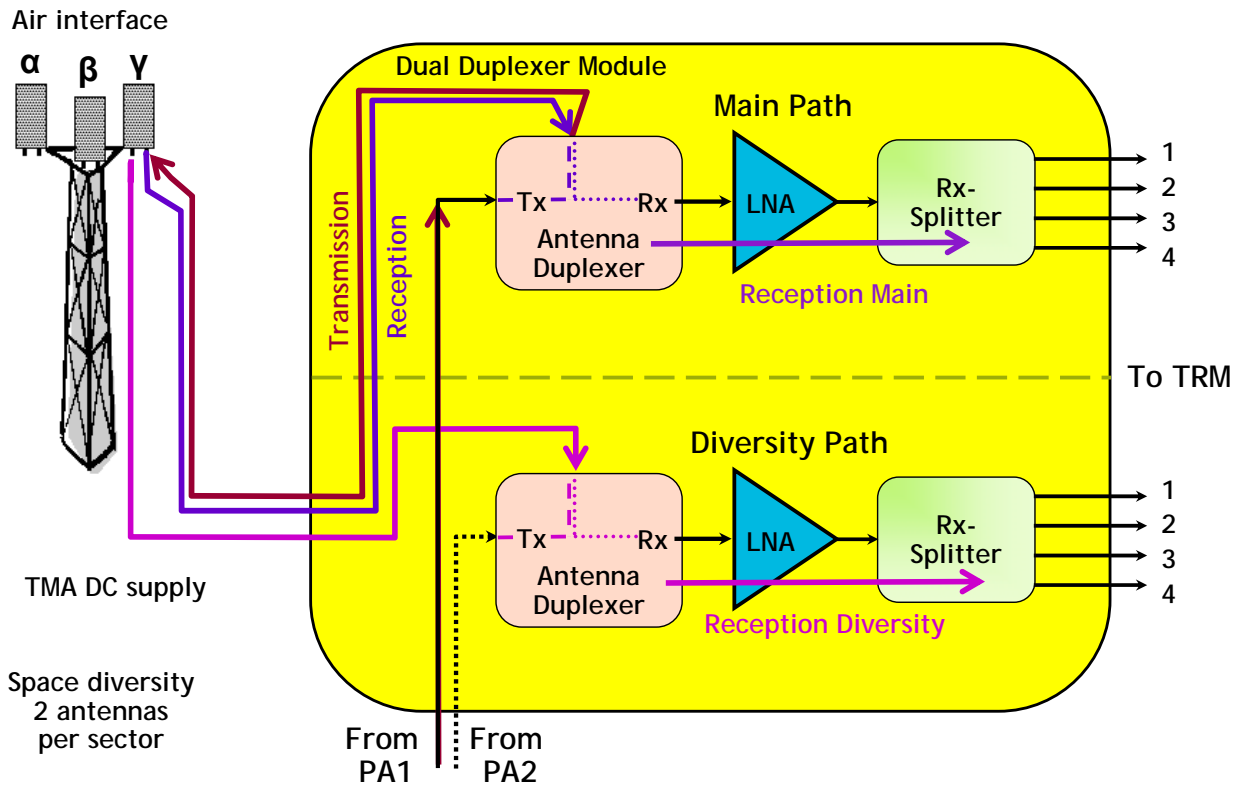 Air interface
α
β
γ
Dual Duplexer Module
Main Path
Transmission
Reception
Tx
Rx
Antenna
Duplexer
LNA
Rx-
Splitter
1
2
3
4
Reception Main
To TRM
Diversity Path
Tx
Rx
Antenna
Duplexer
LNA
Rx-
Splitter
1
2
3
4
Reception Diversity
TMA DC supply
Space diversity
2 antennas
per sector
From
PA1
From
PA2